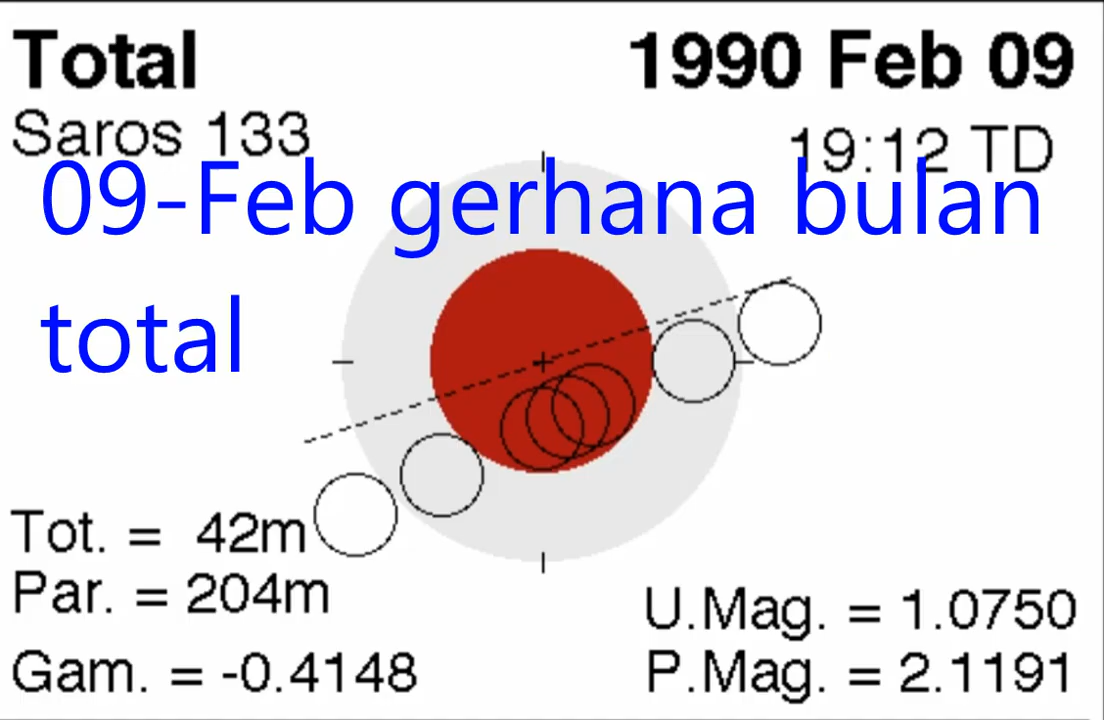 Total
1990 Feb 09
Saros 133
19:12 TD
09-Feb gerhana bulan
total
Tot. = 42m
Par. = 204m
Gam. = -0.4148
U.Mag. = 1.0750
P.Mag. = 2.1191